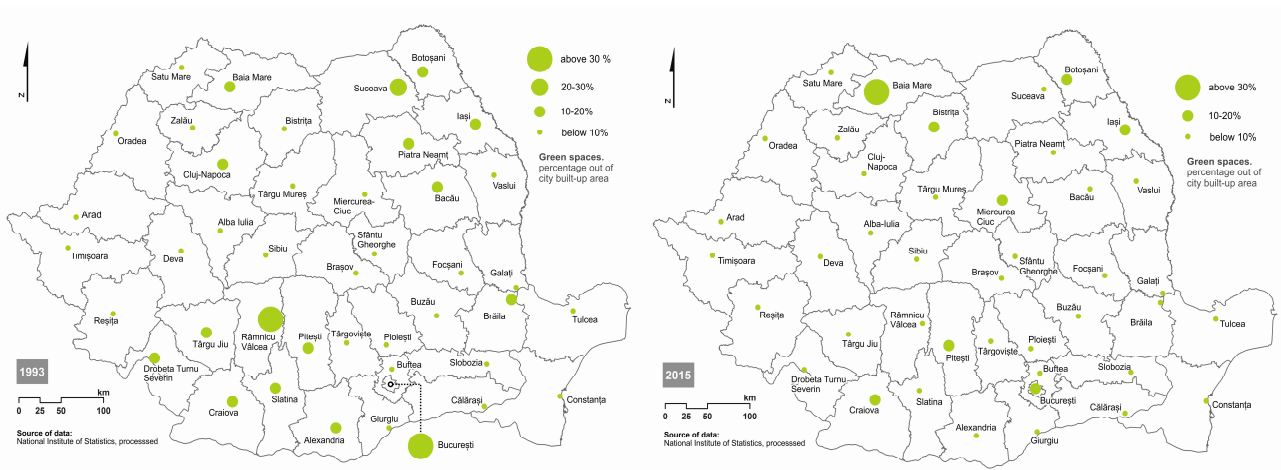 Botoșani
Satu Mare
Baia Mare
Suceava
Zalău
Bistrița
Iași
Oradea
Piatra Neamț
Cluj-Napoca
Târgu Mureș
Miercurea-
Ciuc
Bacău
Vaslui
Arad
Alba Iulia
Sfântu
Gheorghe
Timișoara
Deva
Sibiu
Brașov
Focșani
Galați
Reșița
Buzău
Brăila
Tulcea
Târgu Jiu
Râmnicu
Vâlcea
Pitești
Târgoviște
Ploiești
Drobeta Turnu
Severin
Buftea
Slobozia
Craiova
Slatina
Călărași
Constanța
Giurgiu
Alexandria
București
above 30 %
20-30%
10-20%
below 10%
Green spaces.
percentage out of
city built-up area
N
1993
km
0 25 50 100
Source of data:
National Institute of Statistics, processsed
Botoșani
Satu Mare
Baia Mare
Suceava
Bistrița
Zalău
Iași
Oradea
Piatra Neamț
Cluj-
Napoca
Târgu Mureș
Bacău
Vaslui
Miercurea
Ciuc
Arad
Alba-Iulia
Timișoara
Deva
Sibiu
Sfântu
Gheorghe
Brașov
Focșani
Galați
Reșița
Râmnicu
Vâlcea
Buzău
Brăila
Tulcea
Târgu Jiu
Pitești
Târgoviște
Ploiești
Drobeta Turnu
Severin
Buftea
Slobozia
Craiova
Slatina
București
Călărași
Constanța
Alexandria
Giurgiu
above 30%
10-20%
below 10%
Green spaces.
percentage out of
city built-up area
N
2015
km
0 26 50 100
Source of data:
National Institute of Statistics, processsed